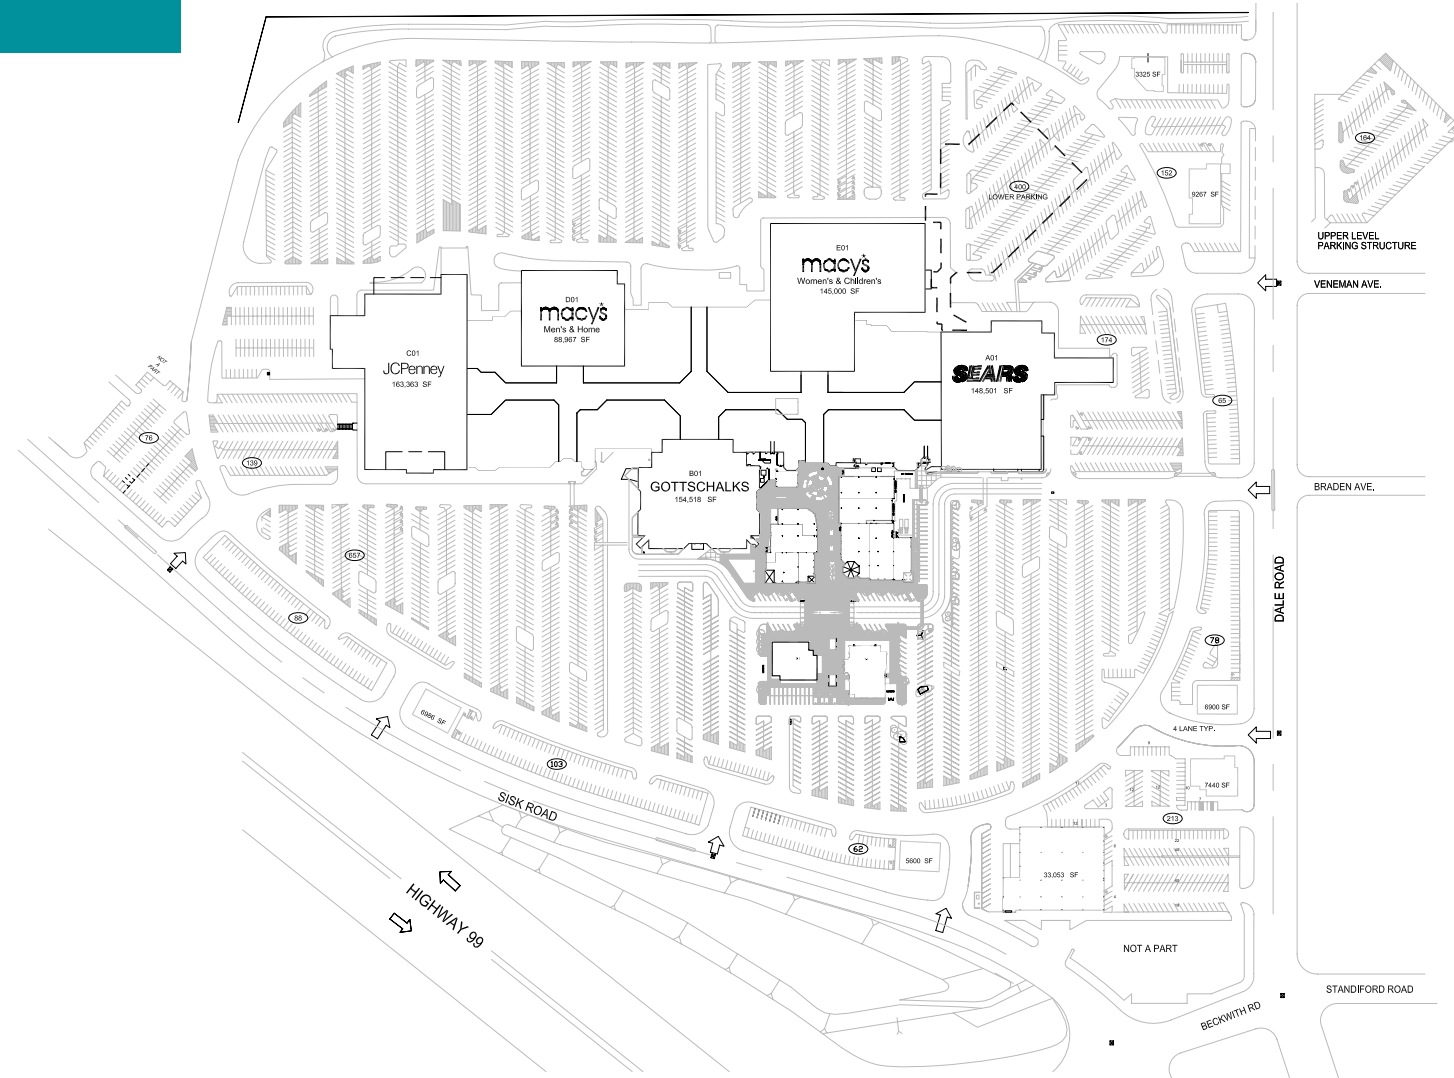 3325 SF
164
152
9267 SF
400
LOWER PARKING
UPPER LEVEL
PARKING STRUCTURE
E01
macy's
Women's & Children's
145,000 SF
VENEMAN AVE.
D01
macy's
Men's & Home
88,967 SF
174
C01
JCPenney
163,363 SF
A01
SEARS
148,501 SF
NOT
A
PART
65
76
139
B01
GOTTSCHALKS
154,518 SF
BRADEN AVE.
657
DALE ROAD
88
78
6900 SF
6986 SF
4 LANE TYP.
103
7440 SF
SISK ROAD
213
62
5600 SF
33,053 SF
HIGHWAY 99
NOT A PART
STANDIFORD ROAD
BECKWITH RD